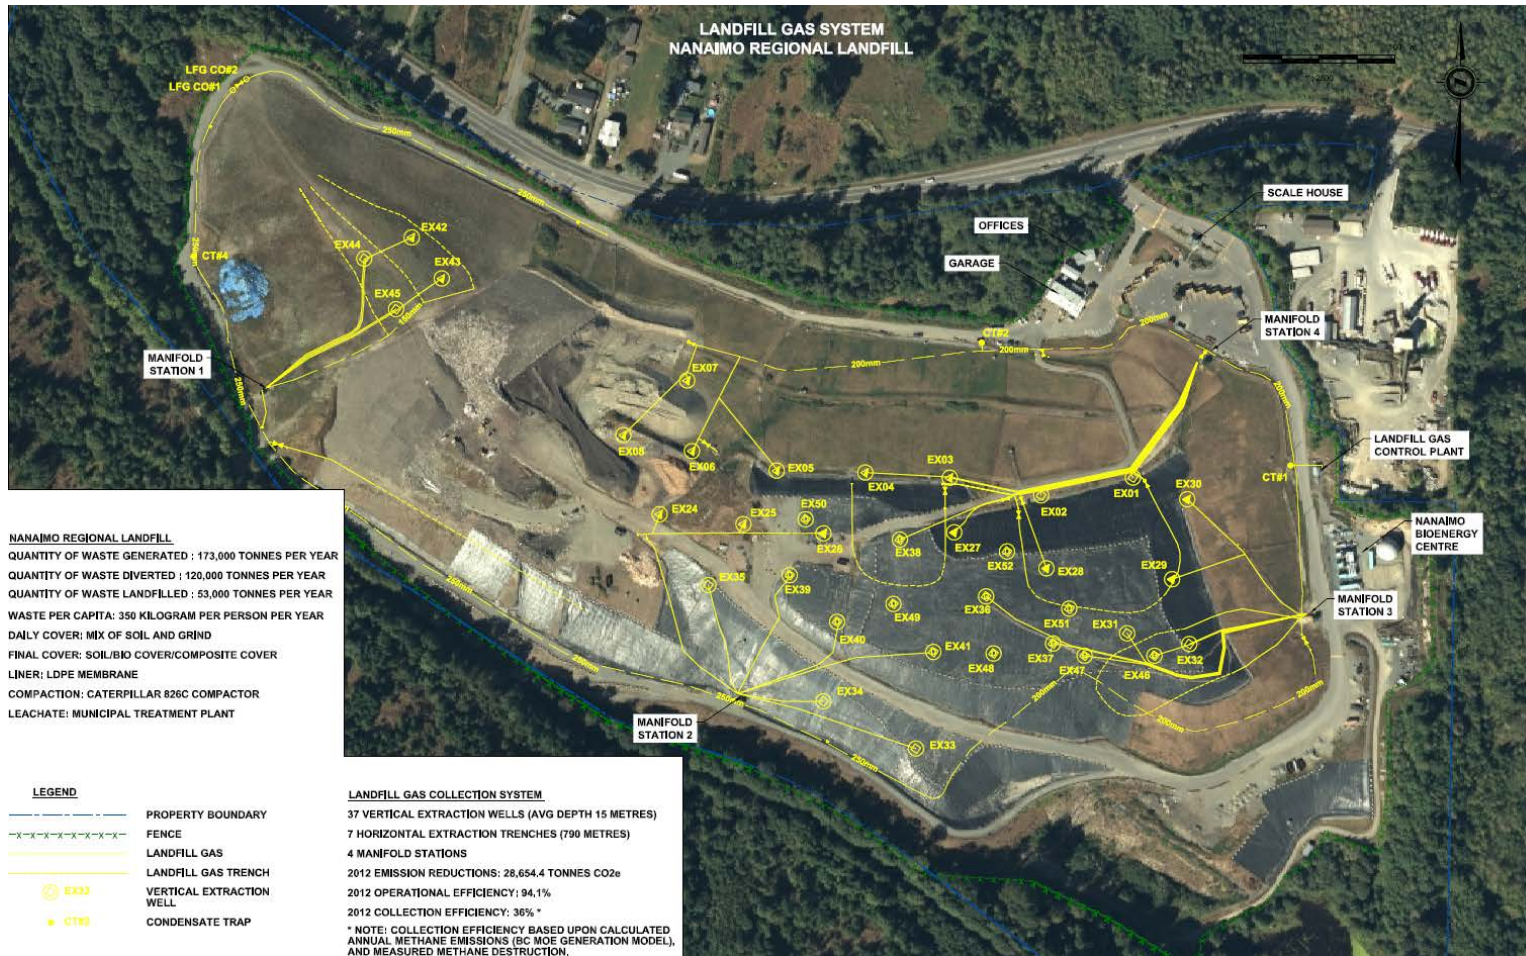 LANDFILL GAS SYSTEM
NANAIMO REGIONAL LANDFILL
LFG CO#2
LFG CO#1
250mm
250mm
SCALE HOUSE
OFFICES
GARAGE
EX42
EX44
EX43
250mm
CT#4
EX45
150mm
MANIFOLD
STATION 1
200mm
MANIFOLD
STATION 4
CT#2
200mm
200mm
EX07
250mm
200mm
EX08
EX06
EX05
EX04
EX03
EX01
EX30
EX02
LANDFILL GAS
CONTROL PLANT
CT#1
EX24
EX25
EX50
EX26
EX38
EX27
EX52
EX28
EX29
NANAIMO
BIOENERGY
CENTRE
250mm
EX35
EX39
EX49
EX36
EX51
EX31
MANIFOLD
STATION 3
EX40
EX41
EX48
EX37
EX47
EX46
EX32
250mm
250mm
EX34
200mm
200mm
200mm
MANIFOLD
STATION 2
EX33
250mm
NANAIMO REGIONAL LANDFILL
QUANTITY OF WASTE GENERATED : 173,000 TONNES PER YEAR
QUANTITY OF WASTE DIVERTED : 120,000 TONNES PER YEAR
QUANTITY OF WASTE LANDFILLED : 53,000 TONNES PER YEAR
WASTE PER CAPITA: 350 KILOGRAM PER PERSON PER YEAR
DAILY COVER: MIX OF SOIL AND GRIND
FINAL COVER: SOIL/BIO COVER/COMPOSITE COVER
LINER: LDPE MEMBRANE
COMPACTION: CATERPILLAR 826C COMPACTOR
LEACHATE: MUNICIPAL TREATMENT PLANT
LEGEND
PROPERTY BOUNDARY
FENCE
LANDFILL GAS
LANDFILL GAS TRENCH
EX32
VERTICAL EXTRACTION
WELL
CT#2
CONDENSATE TRAP
LANDFILL GAS COLLECTION SYSTEM
37 VERTICAL EXTRACTION WELLS (AVG DEPTH 15 METRES)
7 HORIZONTAL EXTRACTION TRENCHES (790 METRES)
4 MANIFOLD STATIONS
2012 EMISSION REDUCTIONS: 28,654.4 TONNES CO2e
2012 OPERATIONAL EFFICIENCY: 94.1%
2012 COLLECTION EFFICIENCY: 36% *
* NOTE: COLLECTION EFFICIENCY BASED UPON CALCULATED
ANNUAL METHANE EMISSIONS (BC MOE GENERATION MODEL),
AND MEASURED METHANE DESTRUCTION.